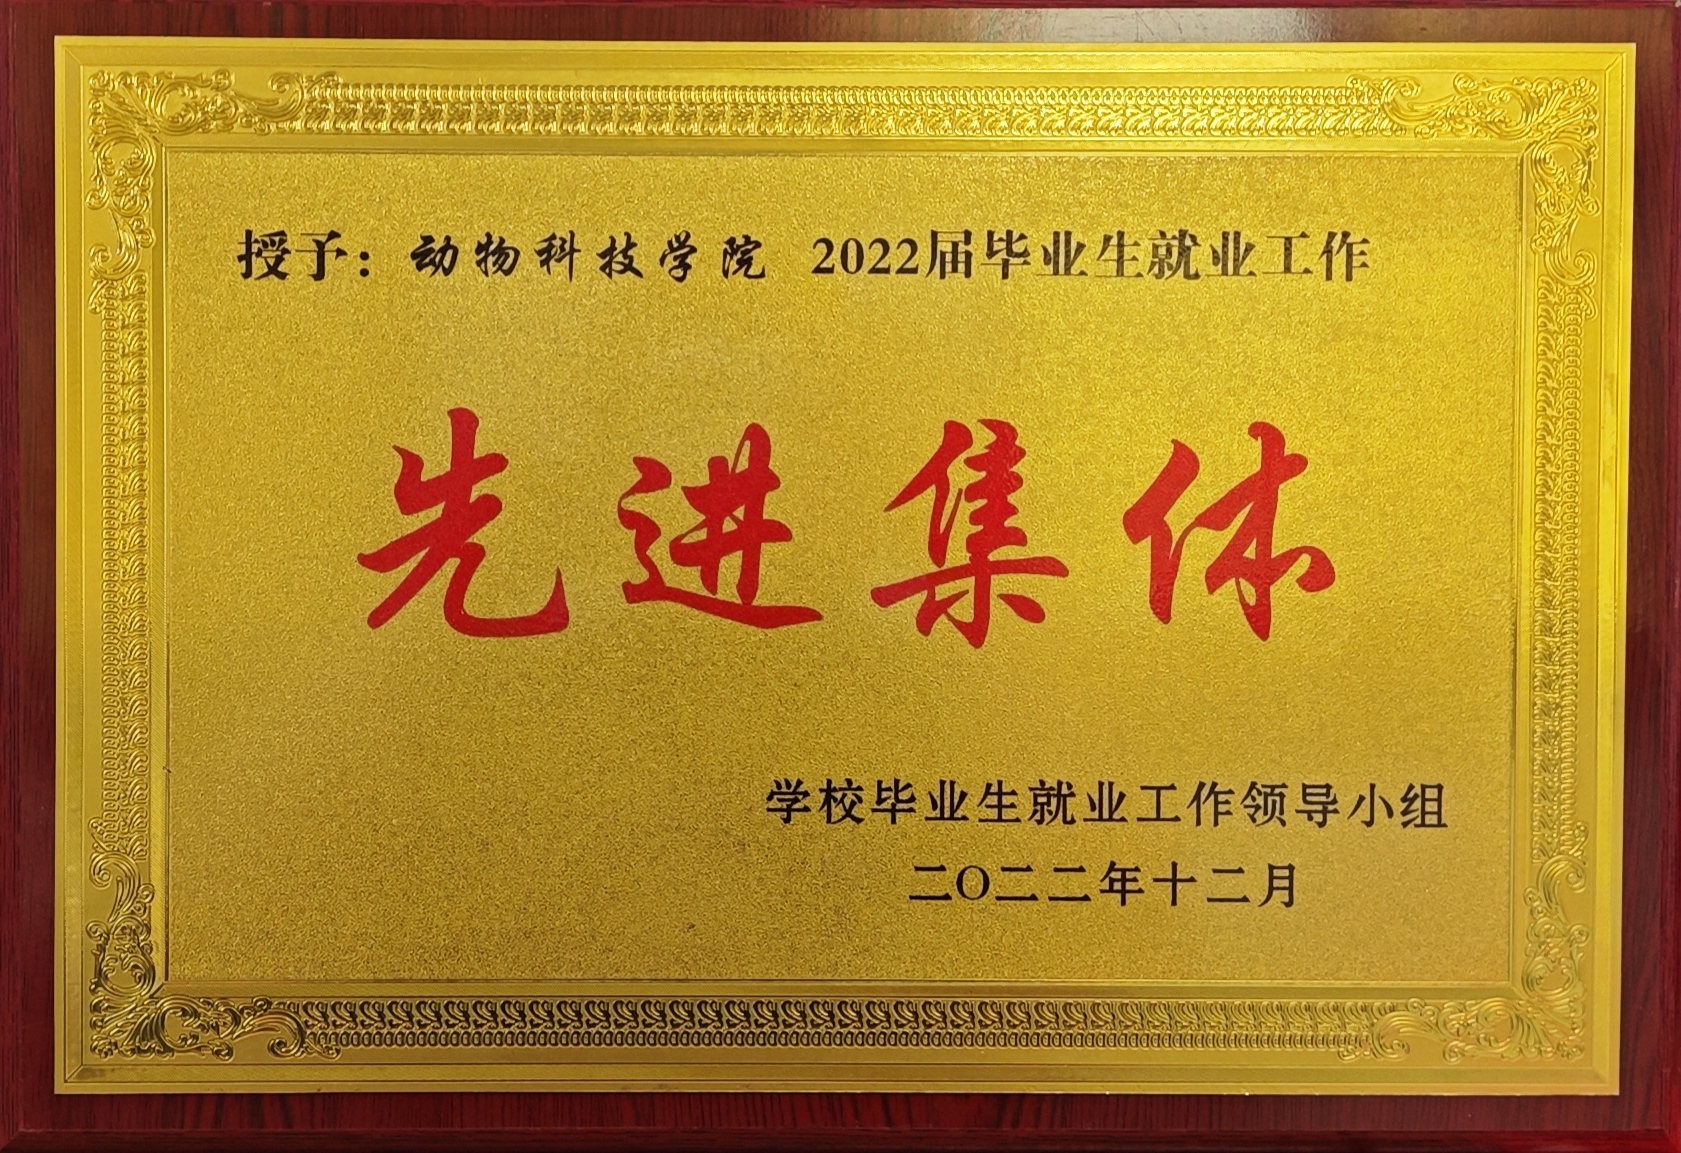 授予：动物科技学院 2022届毕业生就业工作
先进集体
学校毕业生就业工作领导小组
二〇二二年十二月